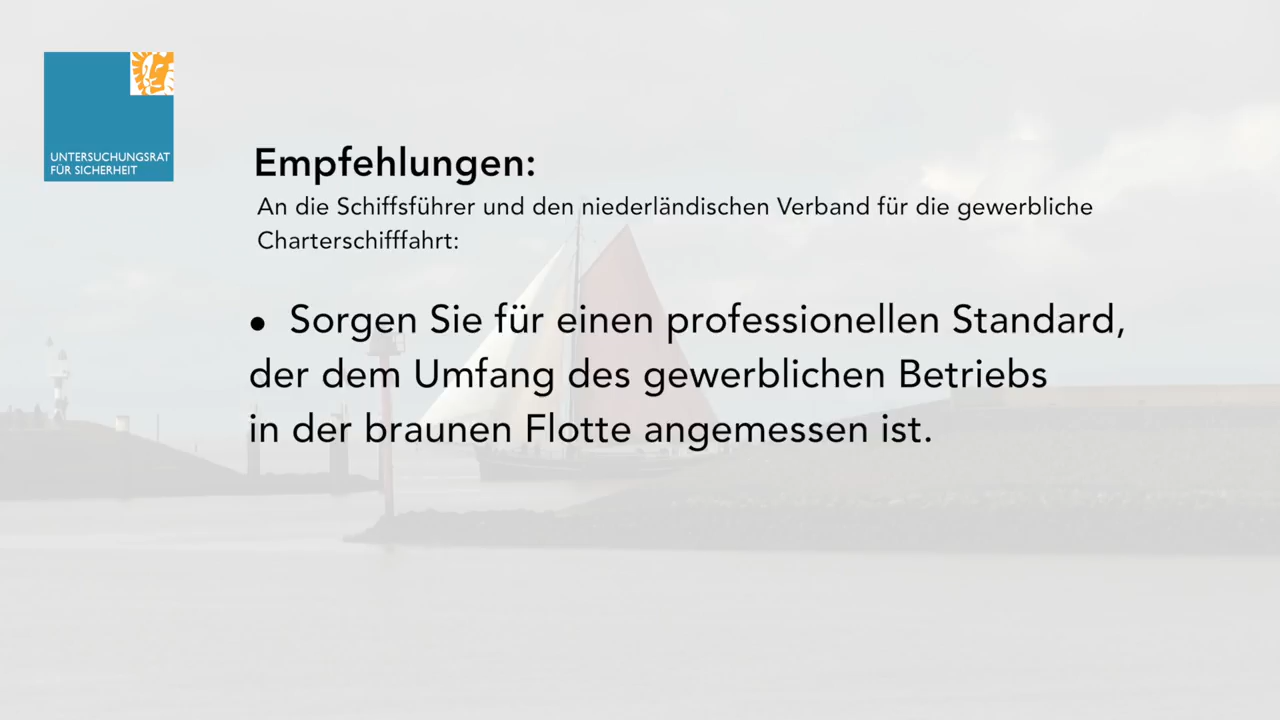 UNTERSUCHUNGSRAT
FÜR SICHERHEIT
Empfehlungen:
An die Schiffsführer und den niederländischen Verband für die gewerbliche
Charterschifffahrt:
• Sorgen Sie für einen professionellen Standard,
der dem Umfang des gewerblichen Betriebs
in der braunen Flotte angemessen ist.